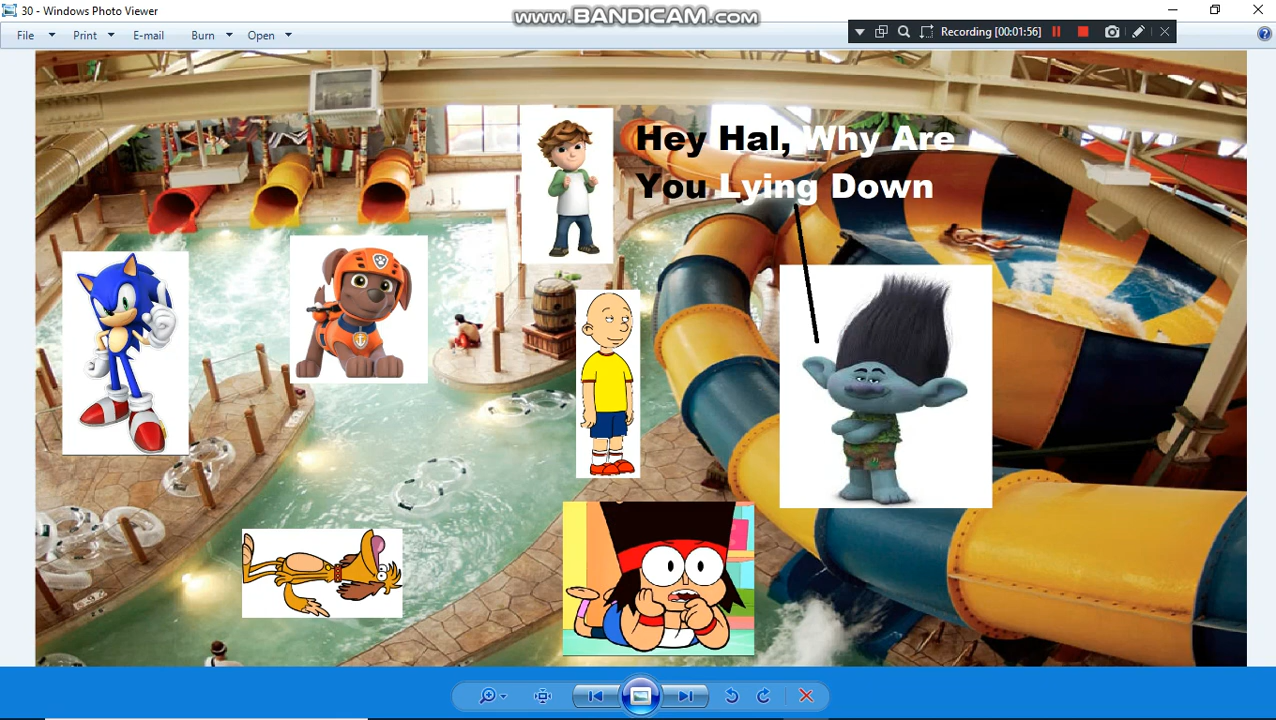 30 - Windows Photo Viewer
www.BANDICAM.com
File Print E-mail Burn Open
Recording [00:01:56]
Hey Hal, Why Are
You Lying Down